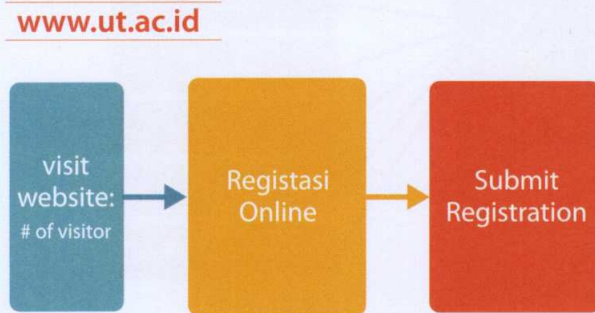 www.ut.ac.id
visit
website:
# of visitor
Registasi
Online
Submit
Registration